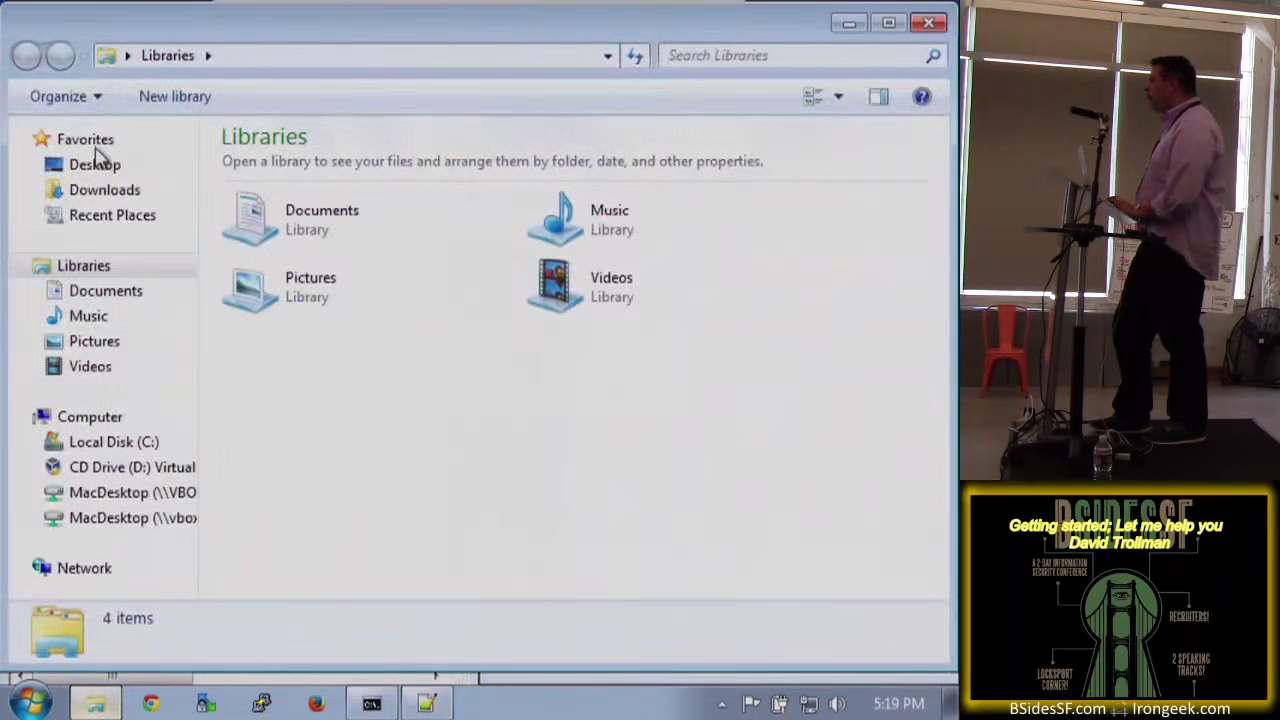 Libraries
Search Libraries
Organize
New library
Favorites
Desktop
Downloads
Recent Places
Libraries
Documents
Music
Pictures
Videos
Computer
Local Disk (C:)
CD Drive (D:) Virtual
MacDesktop (\\VBO
MacDesktop (\\vbox
Network
Libraries
Open a library to see your files and arrange them by folder, date, and other properties.
Documents
Library
Music
Library
Pictures
Library
Videos
Library
4 items
5:19 PM
BSIDESSF
Getting started; Let me help you
David Trollman
A 2-DAY INFORMATION
SECURITY CONFERENCE
RECRUITERS!
LOCKSPORT
CORNER!
2 SPEAKING
TRACKS!
BSidesSF.com
Irongeek.com